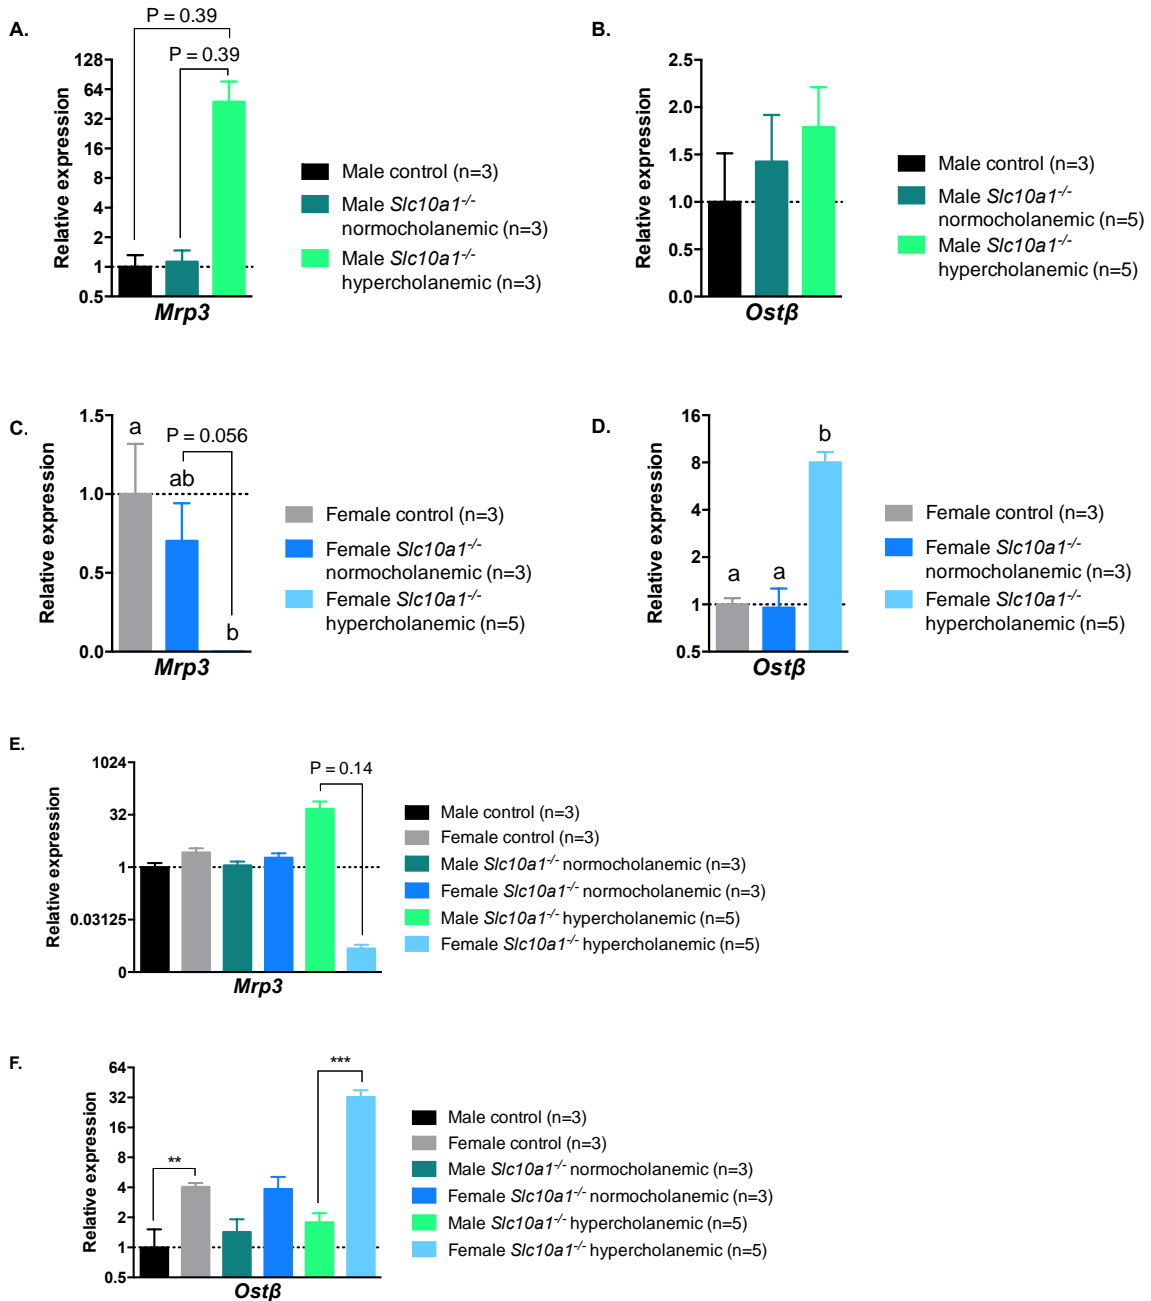 A.
P = 0.39
P = 0.39
128
64
32
16
8
4
2
1
0.5
Relative expression
Mrp3
Male control (n=3)
Male Slc10a1-/-
normocholanemic (n=3)
Male Slc10a1-/-
hypercholanemic (n=3)
B.
2.5
2.0
1.5
1.0
0.5
0.0
Relative expression
Ostβ
Male control (n=3)
Male Slc10a1-/-
normocholanemic (n=5)
Male Slc10a1-/-
hypercholanemic (n=5)
C.
1.5
1.0
0.5
0.0
Relative expression
a
P = 0.056
ab
b
Mrp3
Female control (n=3)
Female Slc10a1-/-
normocholanemic (n=3)
Female Slc10a1-/-
hypercholanemic (n=5)
D.
16
8
4
2
1
0.5
Relative expression
a
a
b
Ostβ
Female control (n=3)
Female Slc10a1-/-
normocholanemic (n=3)
Female Slc10a1-/-
hypercholanemic (n=5)
E.
1024
32
1
0.03125
0
Relative expression
P = 0.14
Mrp3
Male control (n=3)
Female control (n=3)
Male Slc10a1-/- normocholanemic (n=3)
Female Slc10a1-/- normocholanemic (n=3)
Male Slc10a1-/- hypercholanemic (n=5)
Female Slc10a1-/- hypercholanemic (n=5)
F.
64
32
16
8
4
2
1
0.5
Relative expression
**
***
Ostβ
Male control (n=3)
Female control (n=3)
Male Slc10a1-/- normocholanemic (n=3)
Female Slc10a1-/- normocholanemic (n=3)
Male Slc10a1-/- hypercholanemic (n=5)
Female Slc10a1-/- hypercholanemic (n=5)